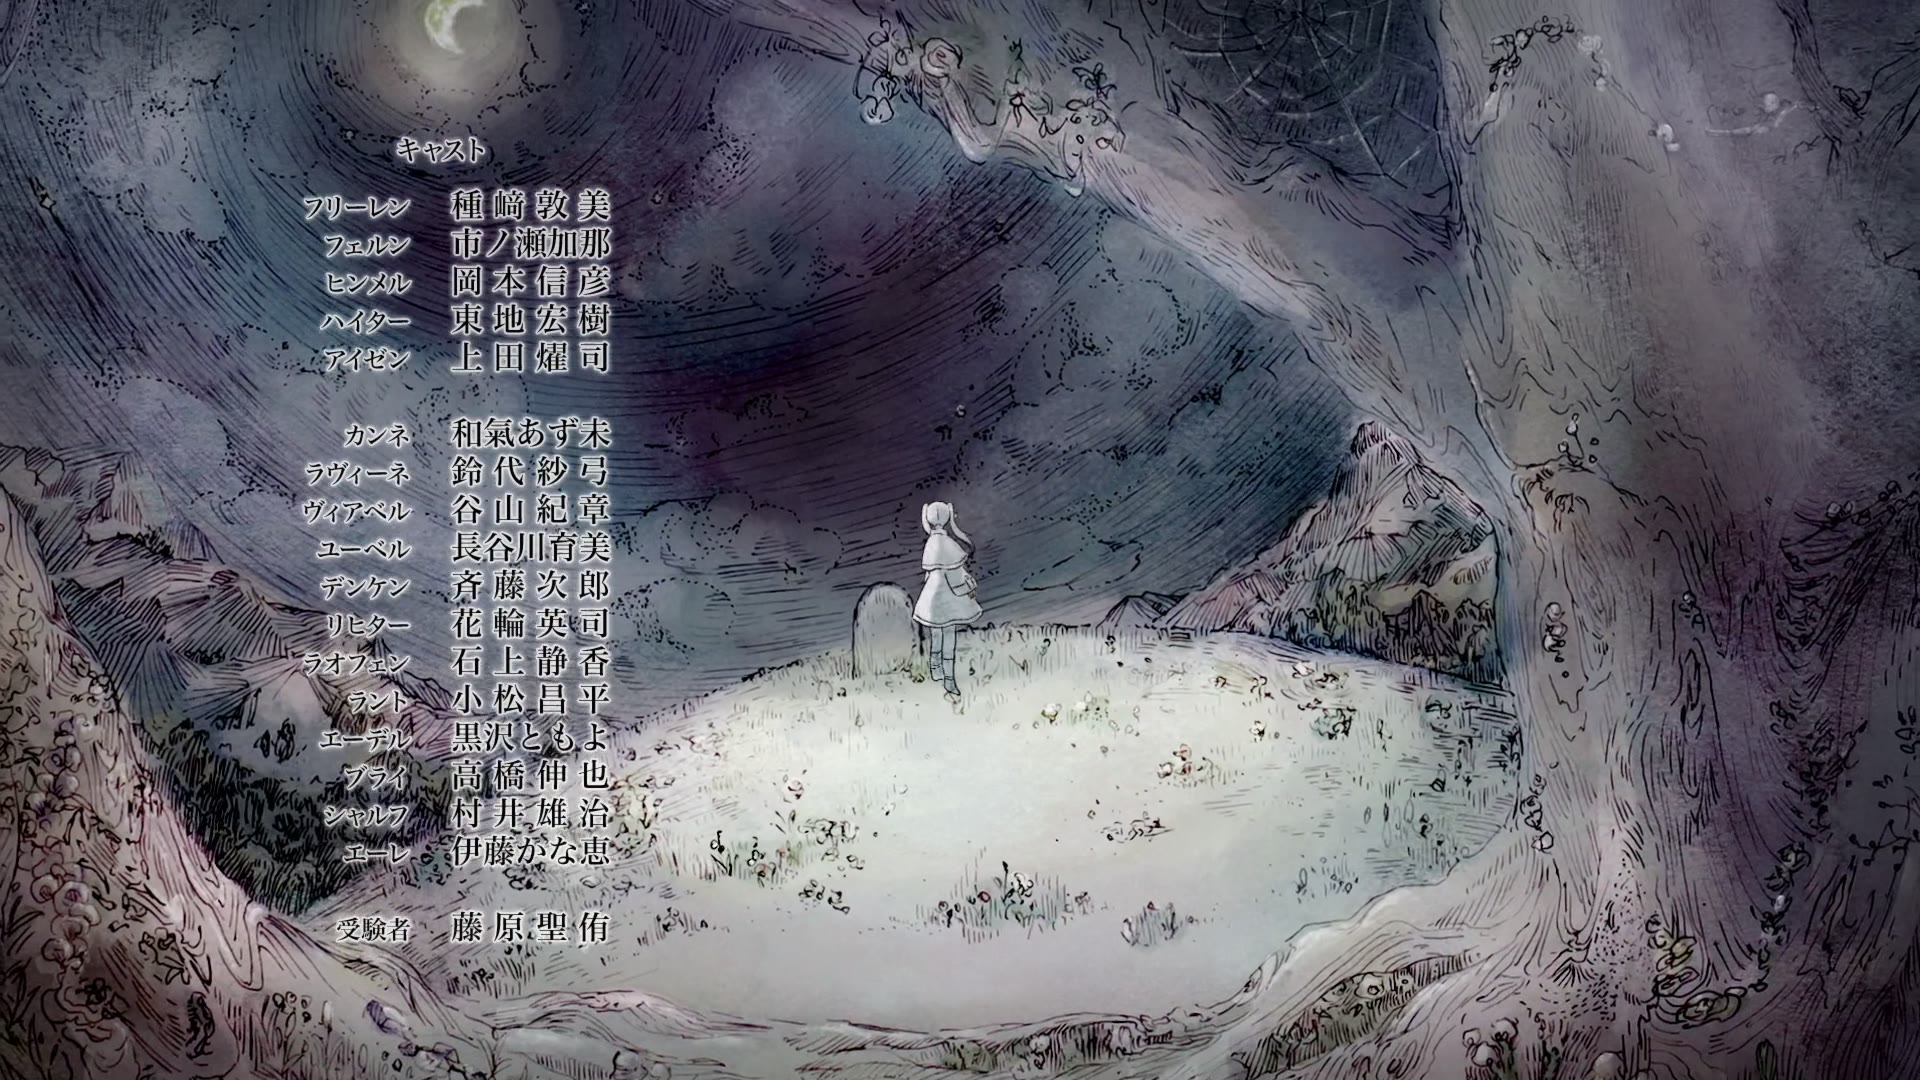 キャスト
フリーレン 種﨑敦美
フェルン 市ノ瀬加那
ヒンメル 岡本信彦
ハイター 東地宏樹
アイゼン 上田燿司
カンネ 和氣あず未
ラヴィーネ 鈴代紗弓
ヴィアベル 谷山紀章
ユーベル 長谷川育美
デンケン 斉藤次郎
リヒター 花輪英司
ラオフェン 石上静香
ラント 小松昌平
エーデル 黒沢ともよ
ブライ 高橋伸也
シャルフ 村井雄治
エーレ 伊藤かな恵
受験者 藤原聖侑